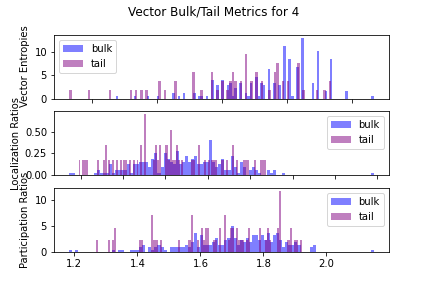 Vector Bulk/Tail Metrics for 4
Vector Entropies
10
5
0
bulk
tail
Localization Ratios
0.50
0.25
0.00
bulk
tail
Participation Ratios
10
5
0
bulk
tail
1.2 1.4 1.6 1.8 2.0